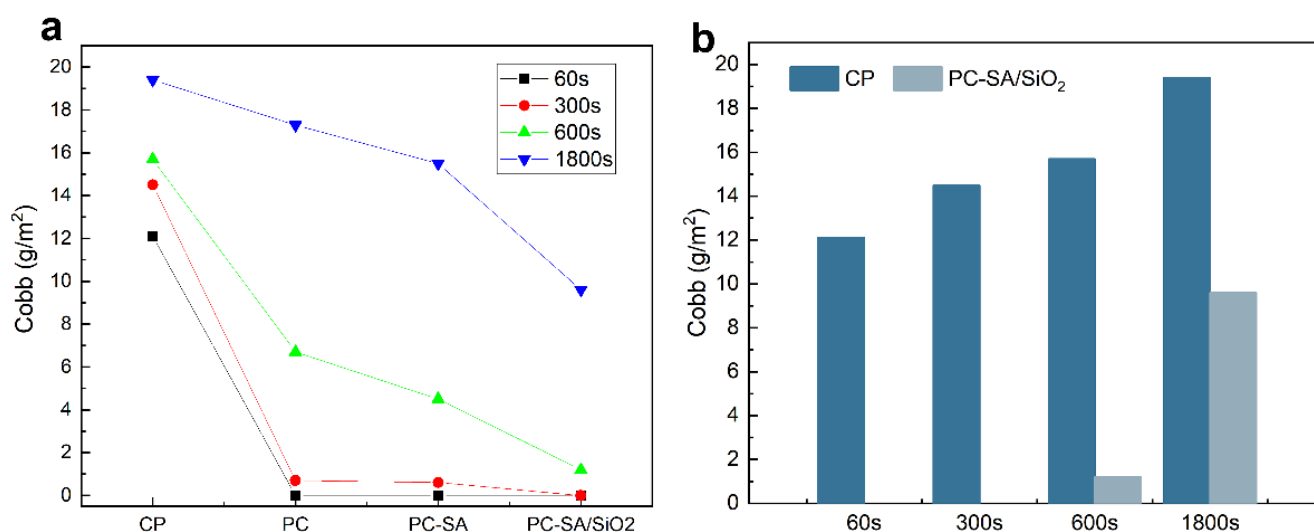 a
Cobb (g/m²)
20
18
16
14
12
10
8
6
4
2
0
60s
300s
600s
1800s
CP
PC
PC-SA
PC-SA/SiO2
b
Cobb (g/m²)
20
18
16
14
12
10
8
6
4
2
0
CP
PC-SA/SiO₂
60s
300s
600s
1800s